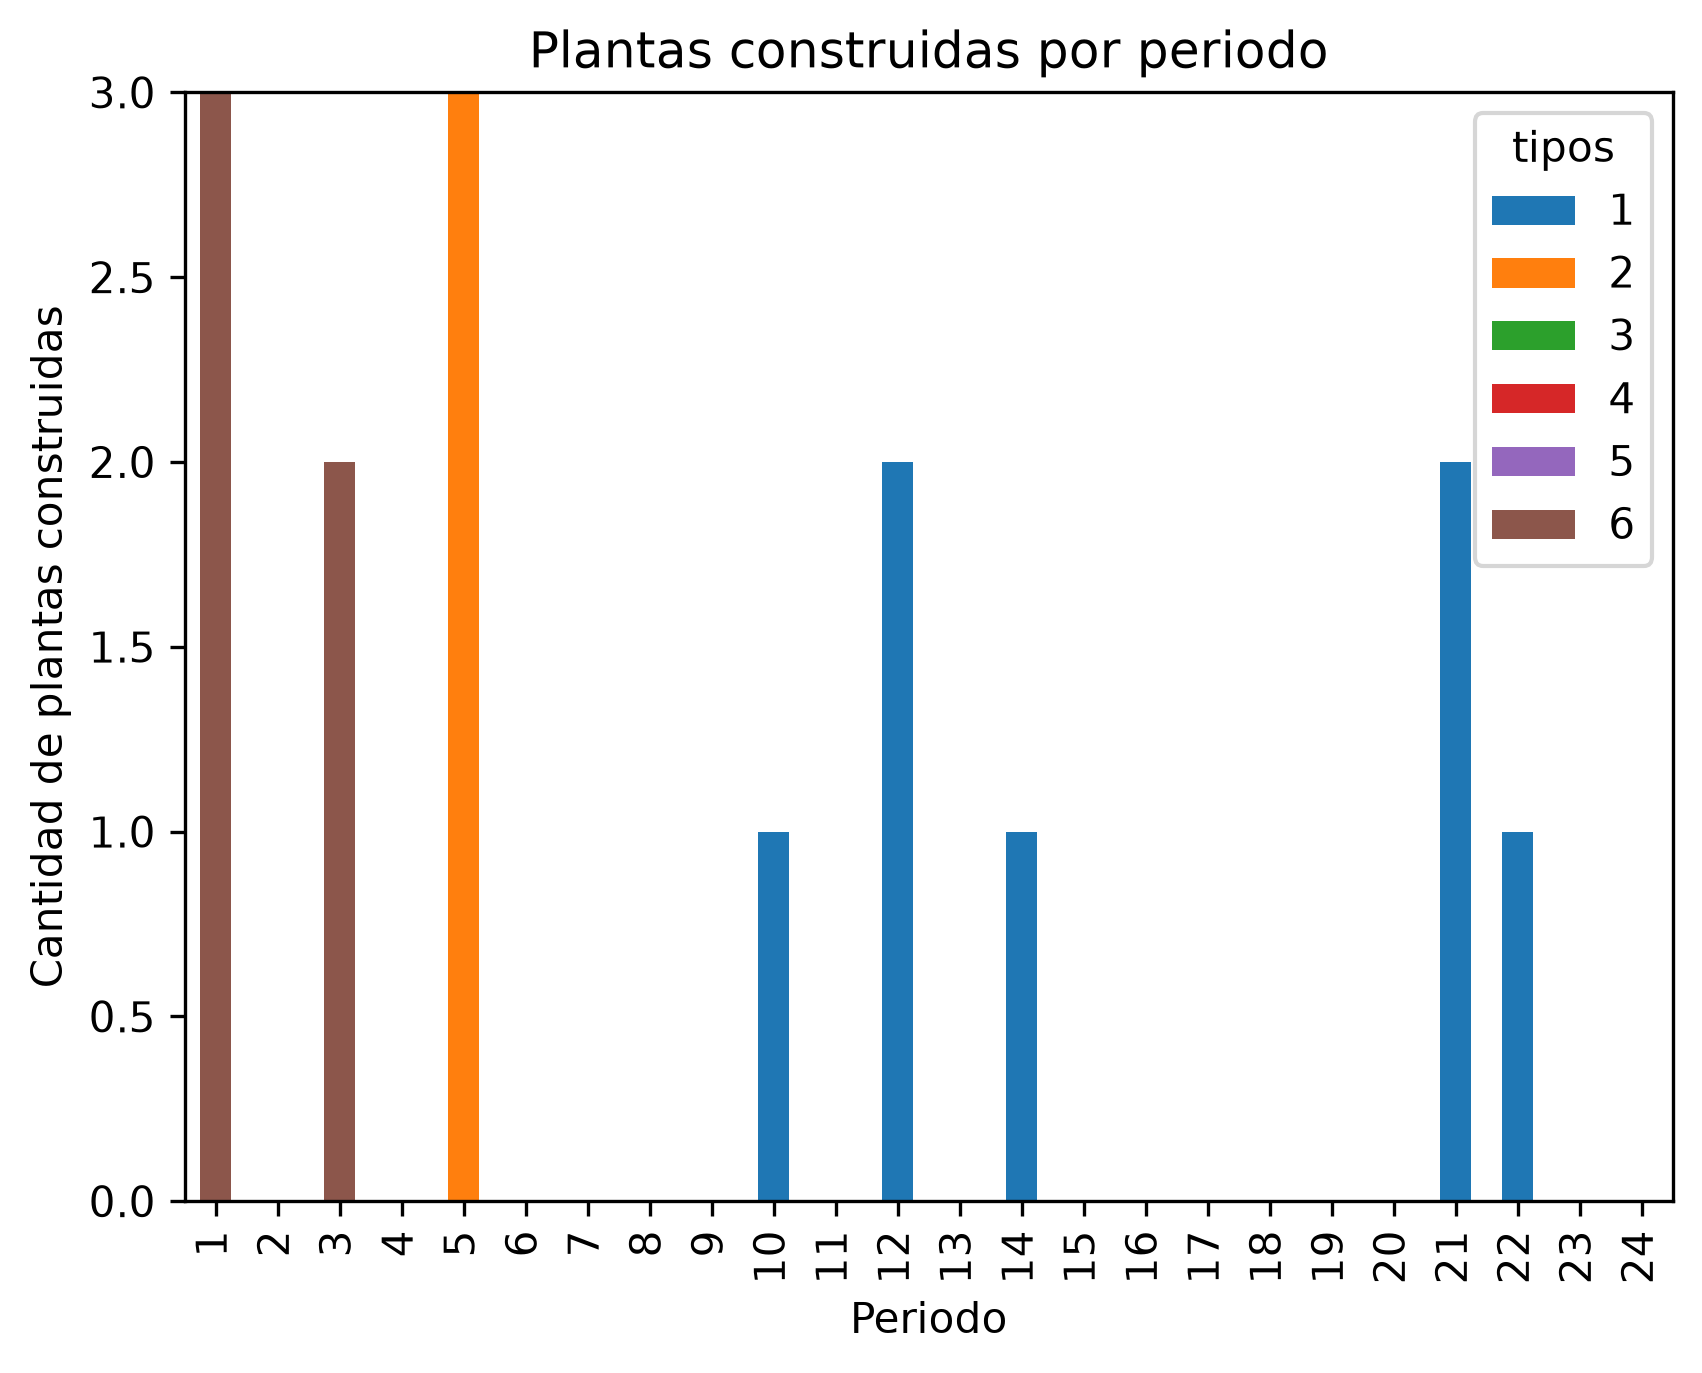 Plantas construidas por periodo
3.0
2.5
2.0
1.5
1.0
0.5
0.0
Cantidad de plantas construidas
tipos
1
2
3
4
5
6
1 2 3 4 5 6 7 8 9 10 11 12 13 14 15 16 17 18 19 20 21 22 23 24
Periodo